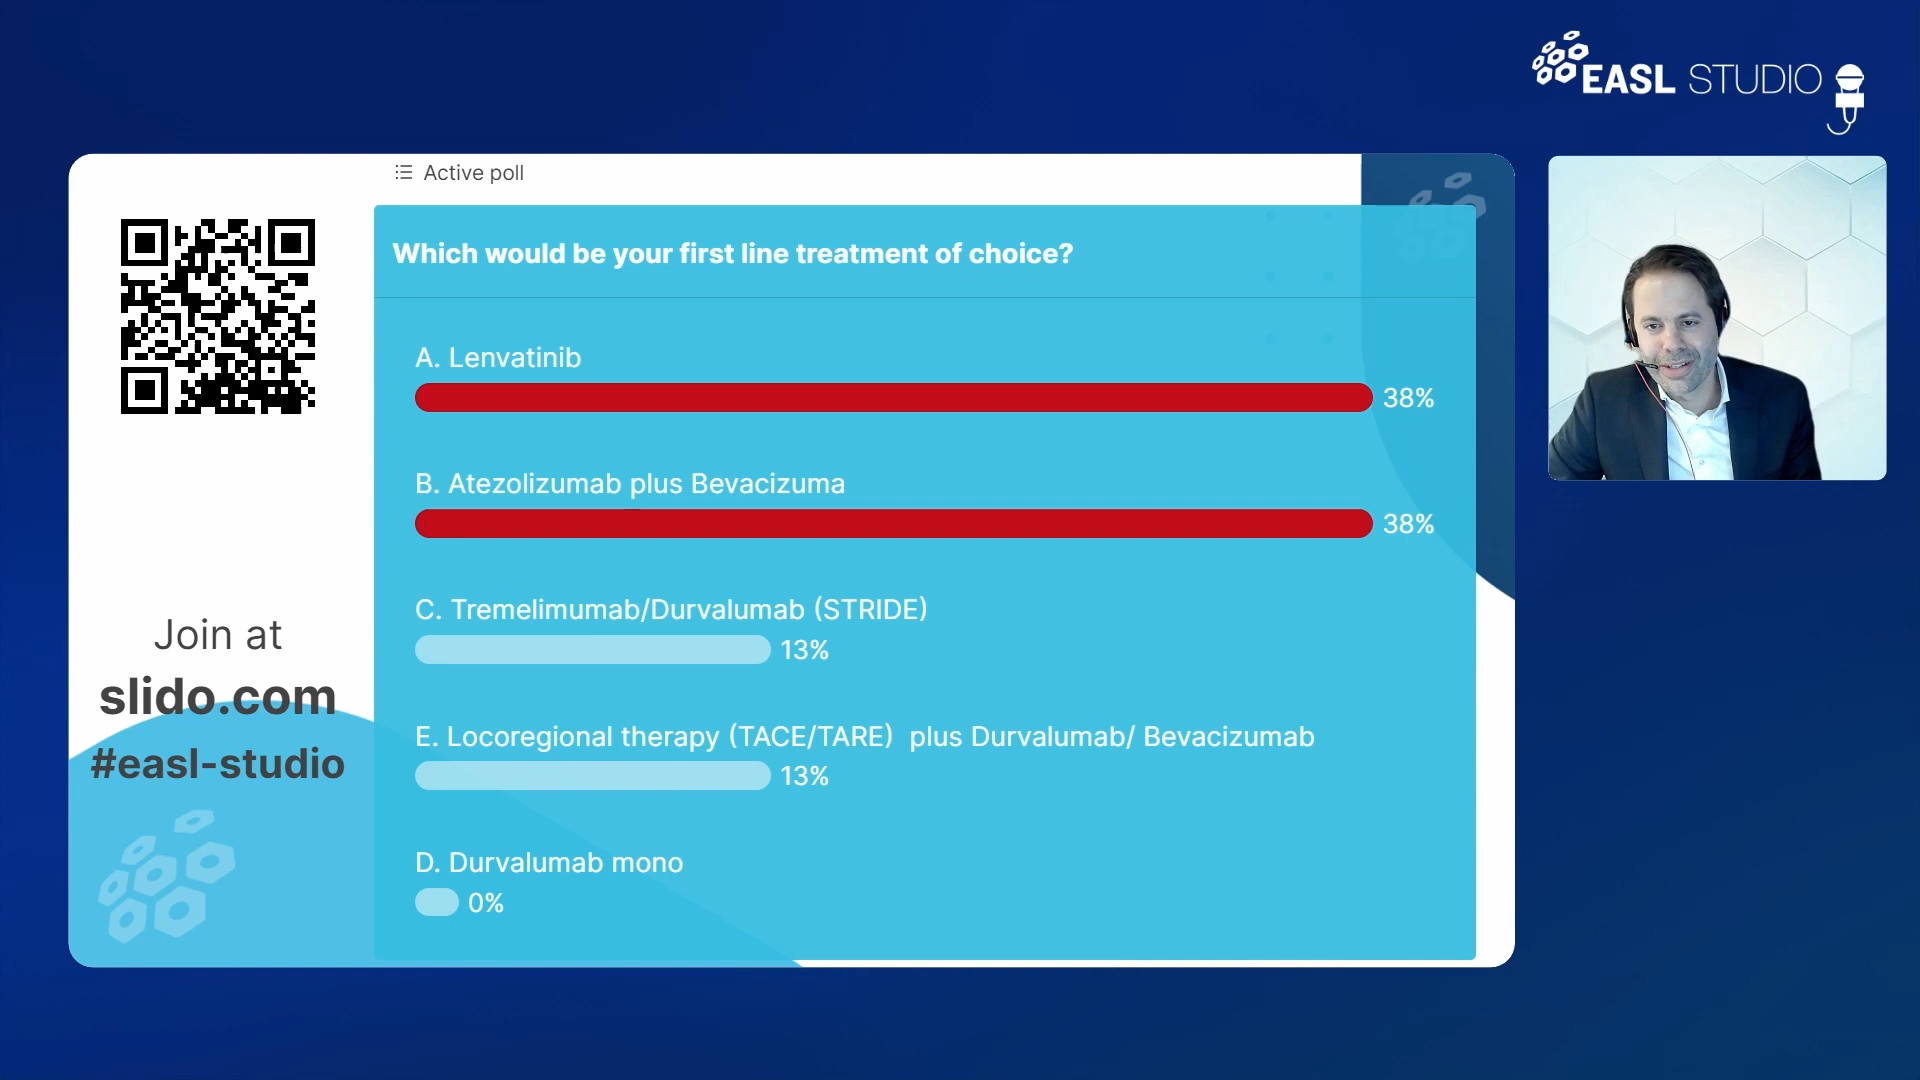 EASL STUDIO
Active poll
Which would be your first line treatment of choice?
A. Lenvatinib
38%
B. Atezolizumab plus Bevacizuma
38%
C. Tremelimumab/Durvalumab (STRIDE)
13%
E. Locoregional therapy (TACE/TARE)  plus Durvalumab/ Bevacizumab
13%
D. Durvalumab mono
0%
Join at
slido.com
#easl-studio